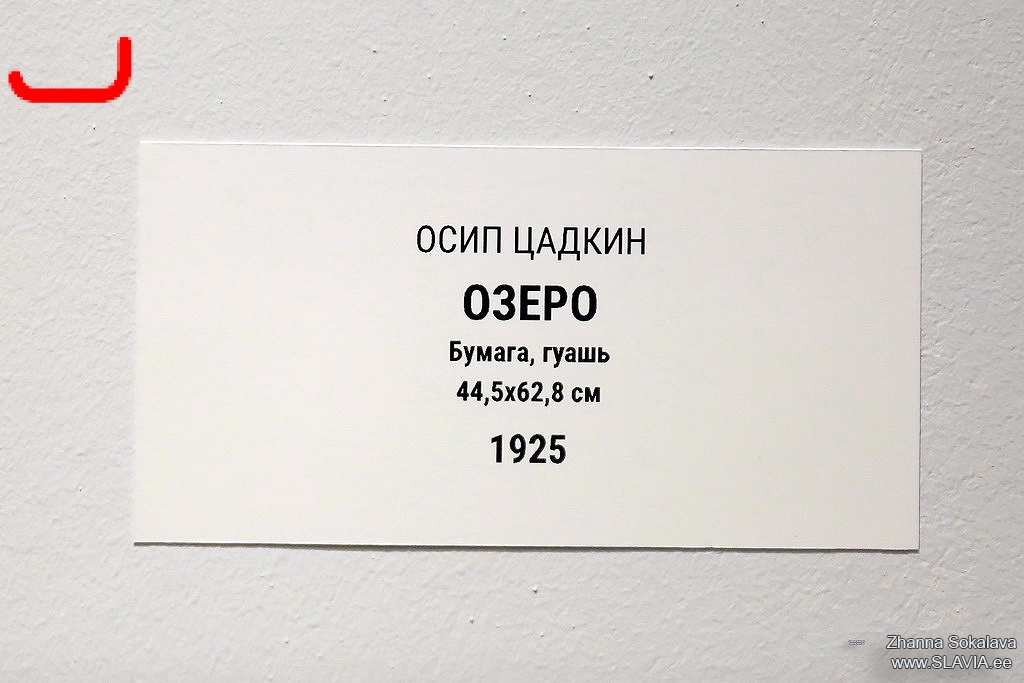 ОСИП ЦАДКИН
ОЗЕРО
Бумага, гуашь
44,5х62,8 см
1925
Zhanna Sokalava
www.SLAVIA.ee